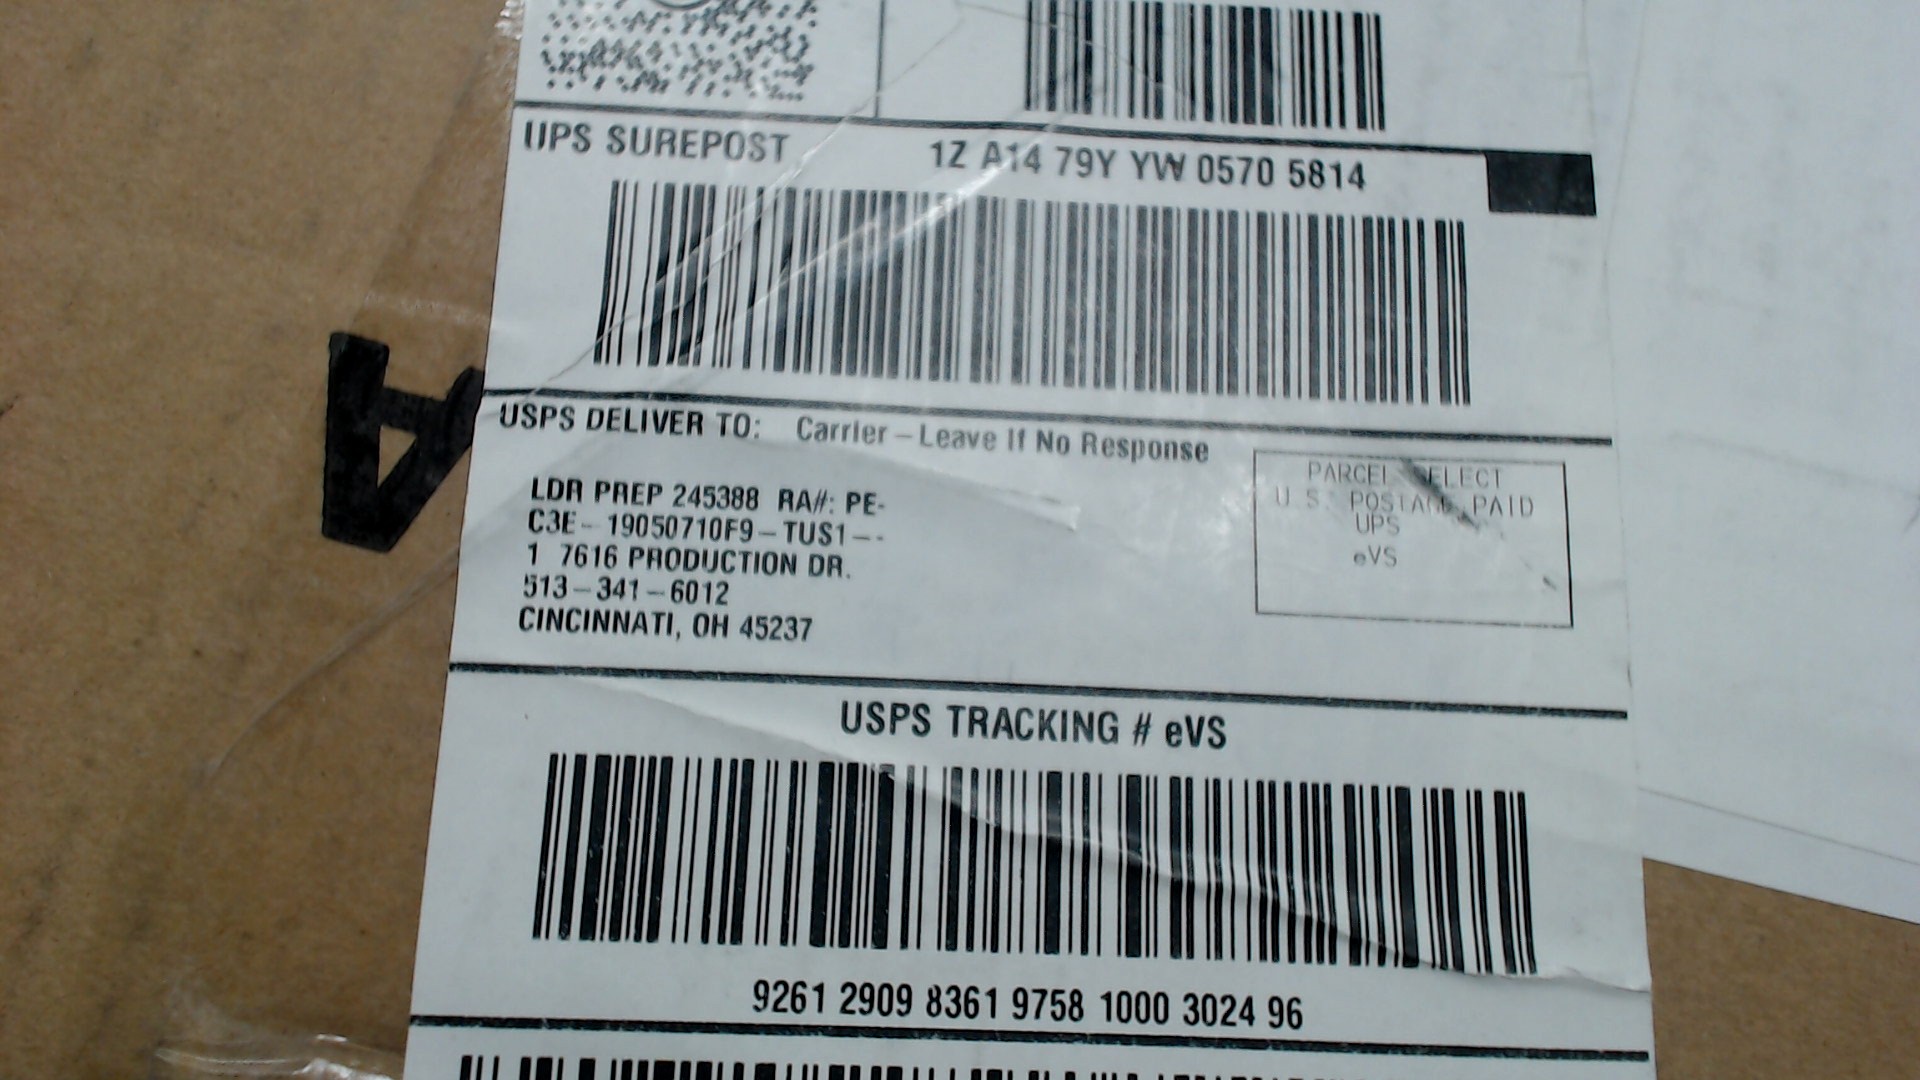 UPS SUREPOST 1Z A14 79Y YW 0570 5814
USPS DELIVER TO: Carrier – Leave If No Response
LDR PREP 245388 RA#: PE-
C3E – 19050710F9 – TUS1 – -
1 7616 PRODUCTION DR.
513 – 341 – 6012
CINCINNATI, OH 45237
PARCEL SELECT
U.S. POSTAGE PAID
UPS
eVS
USPS TRACKING # eVS
9261 2909 8361 9758 1000 3024 96
A